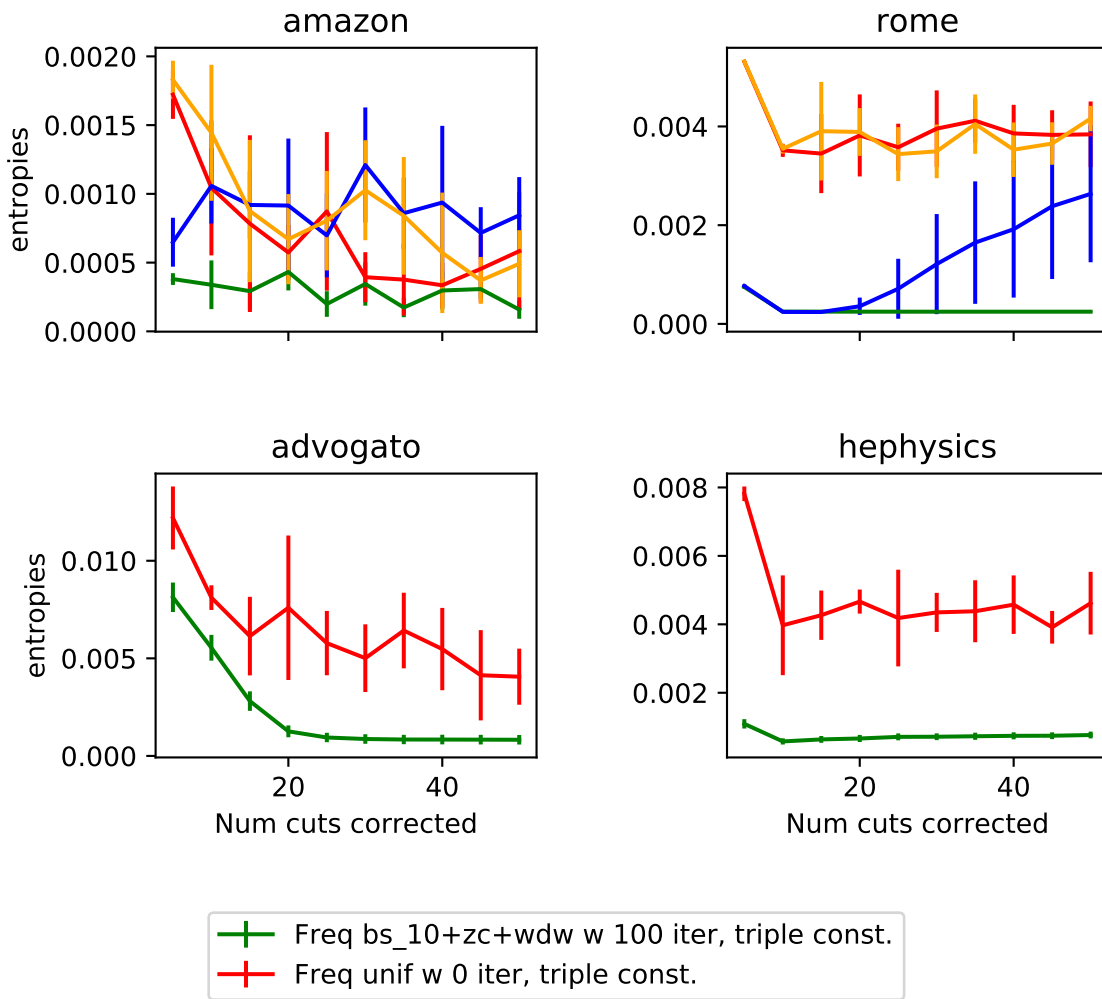 amazon
rome
0.0020
0.0015
0.0010
0.0005
0.0000
entropies
0.004
0.002
0.000
advogato
hephysics
0.010
0.005
0.000
entropies
20
40
Num cuts corrected
0.008
0.006
0.004
0.002
20
40
Num cuts corrected
Freq bs_10+zc+wdw w 100 iter, triple const.
Freq unif w 0 iter, triple const.